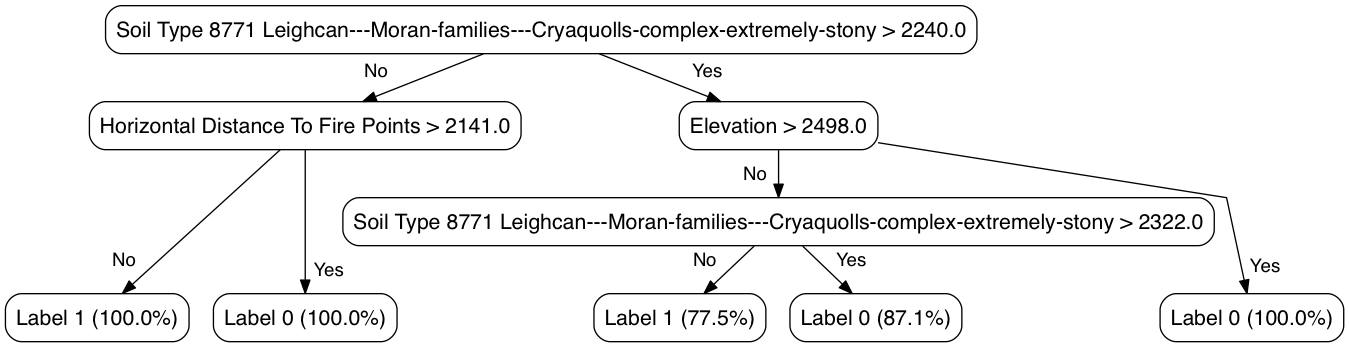 Soil Type 8771 Leighcan---Moran-families---Cryaquolls-complex-extremely-stony > 2240.0
No
Yes
Horizontal Distance To Fire Points > 2141.0
Elevation > 2498.0
No
Soil Type 8771 Leighcan---Moran-families---Cryaquolls-complex-extremely-stony > 2322.0
No
Yes
No
Yes
Yes
Label 1 (100.0%)
Label 0 (100.0%)
Label 1 (77.5%)
Label 0 (87.1%)
Label 0 (100.0%)